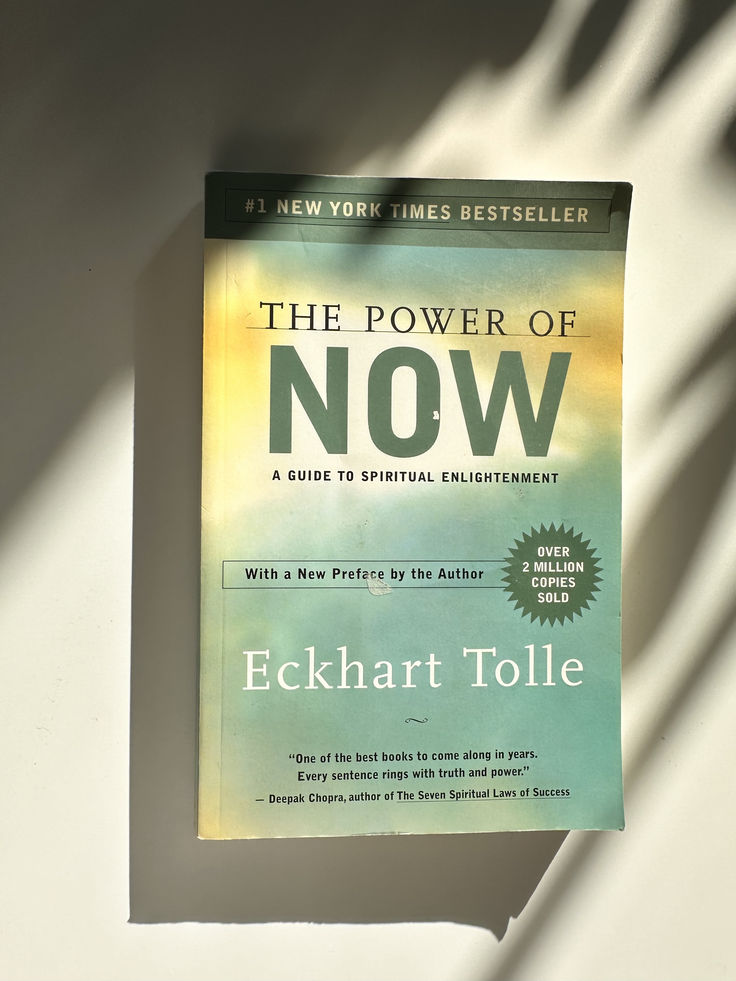 #1 NEW YORK TIMES BESTSELLER
THE POWER OF
NOW
A GUIDE TO SPIRITUAL ENLIGHTENMENT
With a New Preface by the Author
OVER
2 MILLION
COPIES
SOLD
Eckhart Tolle
“One of the best books to come along in years.
Every sentence rings with truth and power.”
— Deepak Chopra, author of The Seven Spiritual Laws of Success